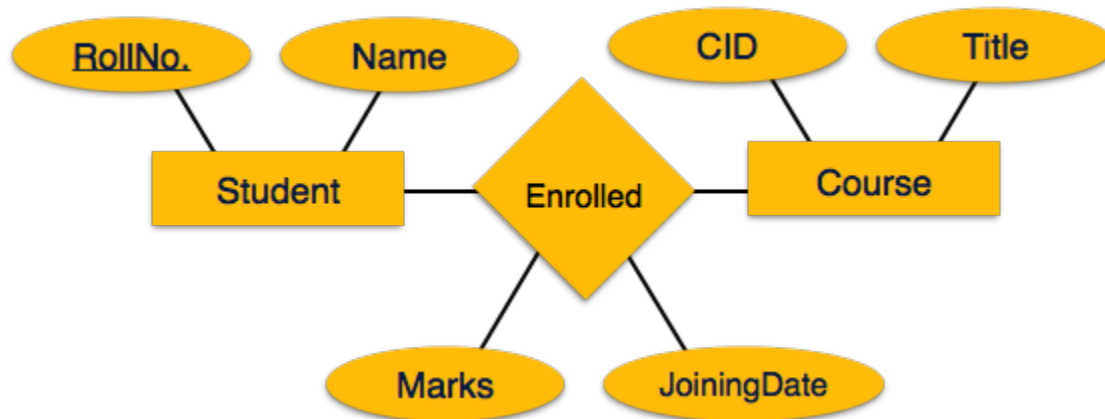 RollNo.
Name
CID
Title
Student
Enrolled
Course
Marks
JoiningDate